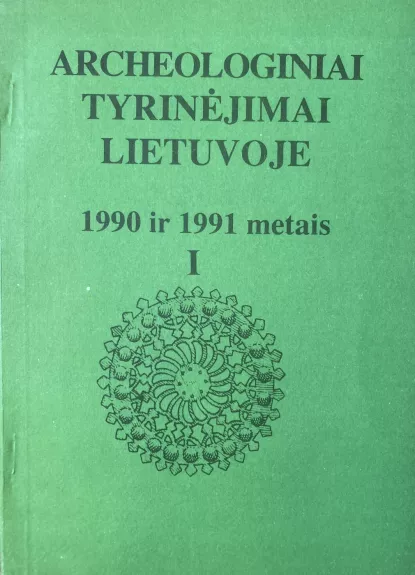 ARCHEOLOGINIAI
TYRINĖJIMAI
LIETUVOJE
1990 ir 1991 metais
I